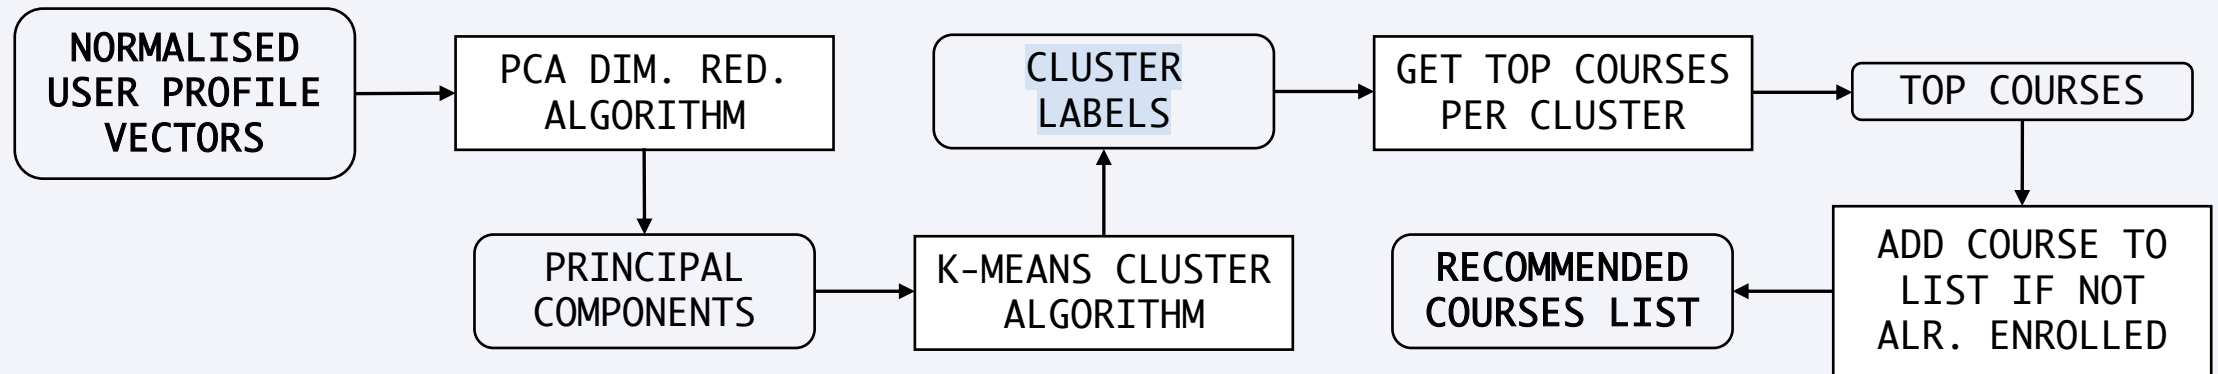 NORMALISED
USER PROFILE
VECTORS
PCA DIM. RED.
ALGORITHM
PRINCIPAL
COMPONENTS
K-MEANS CLUSTER
ALGORITHM
CLUSTER
LABELS
GET TOP COURSES
PER CLUSTER
TOP COURSES
ADD COURSE TO
LIST IF NOT
ALR. ENROLLED
RECOMMENDED
COURSES LIST